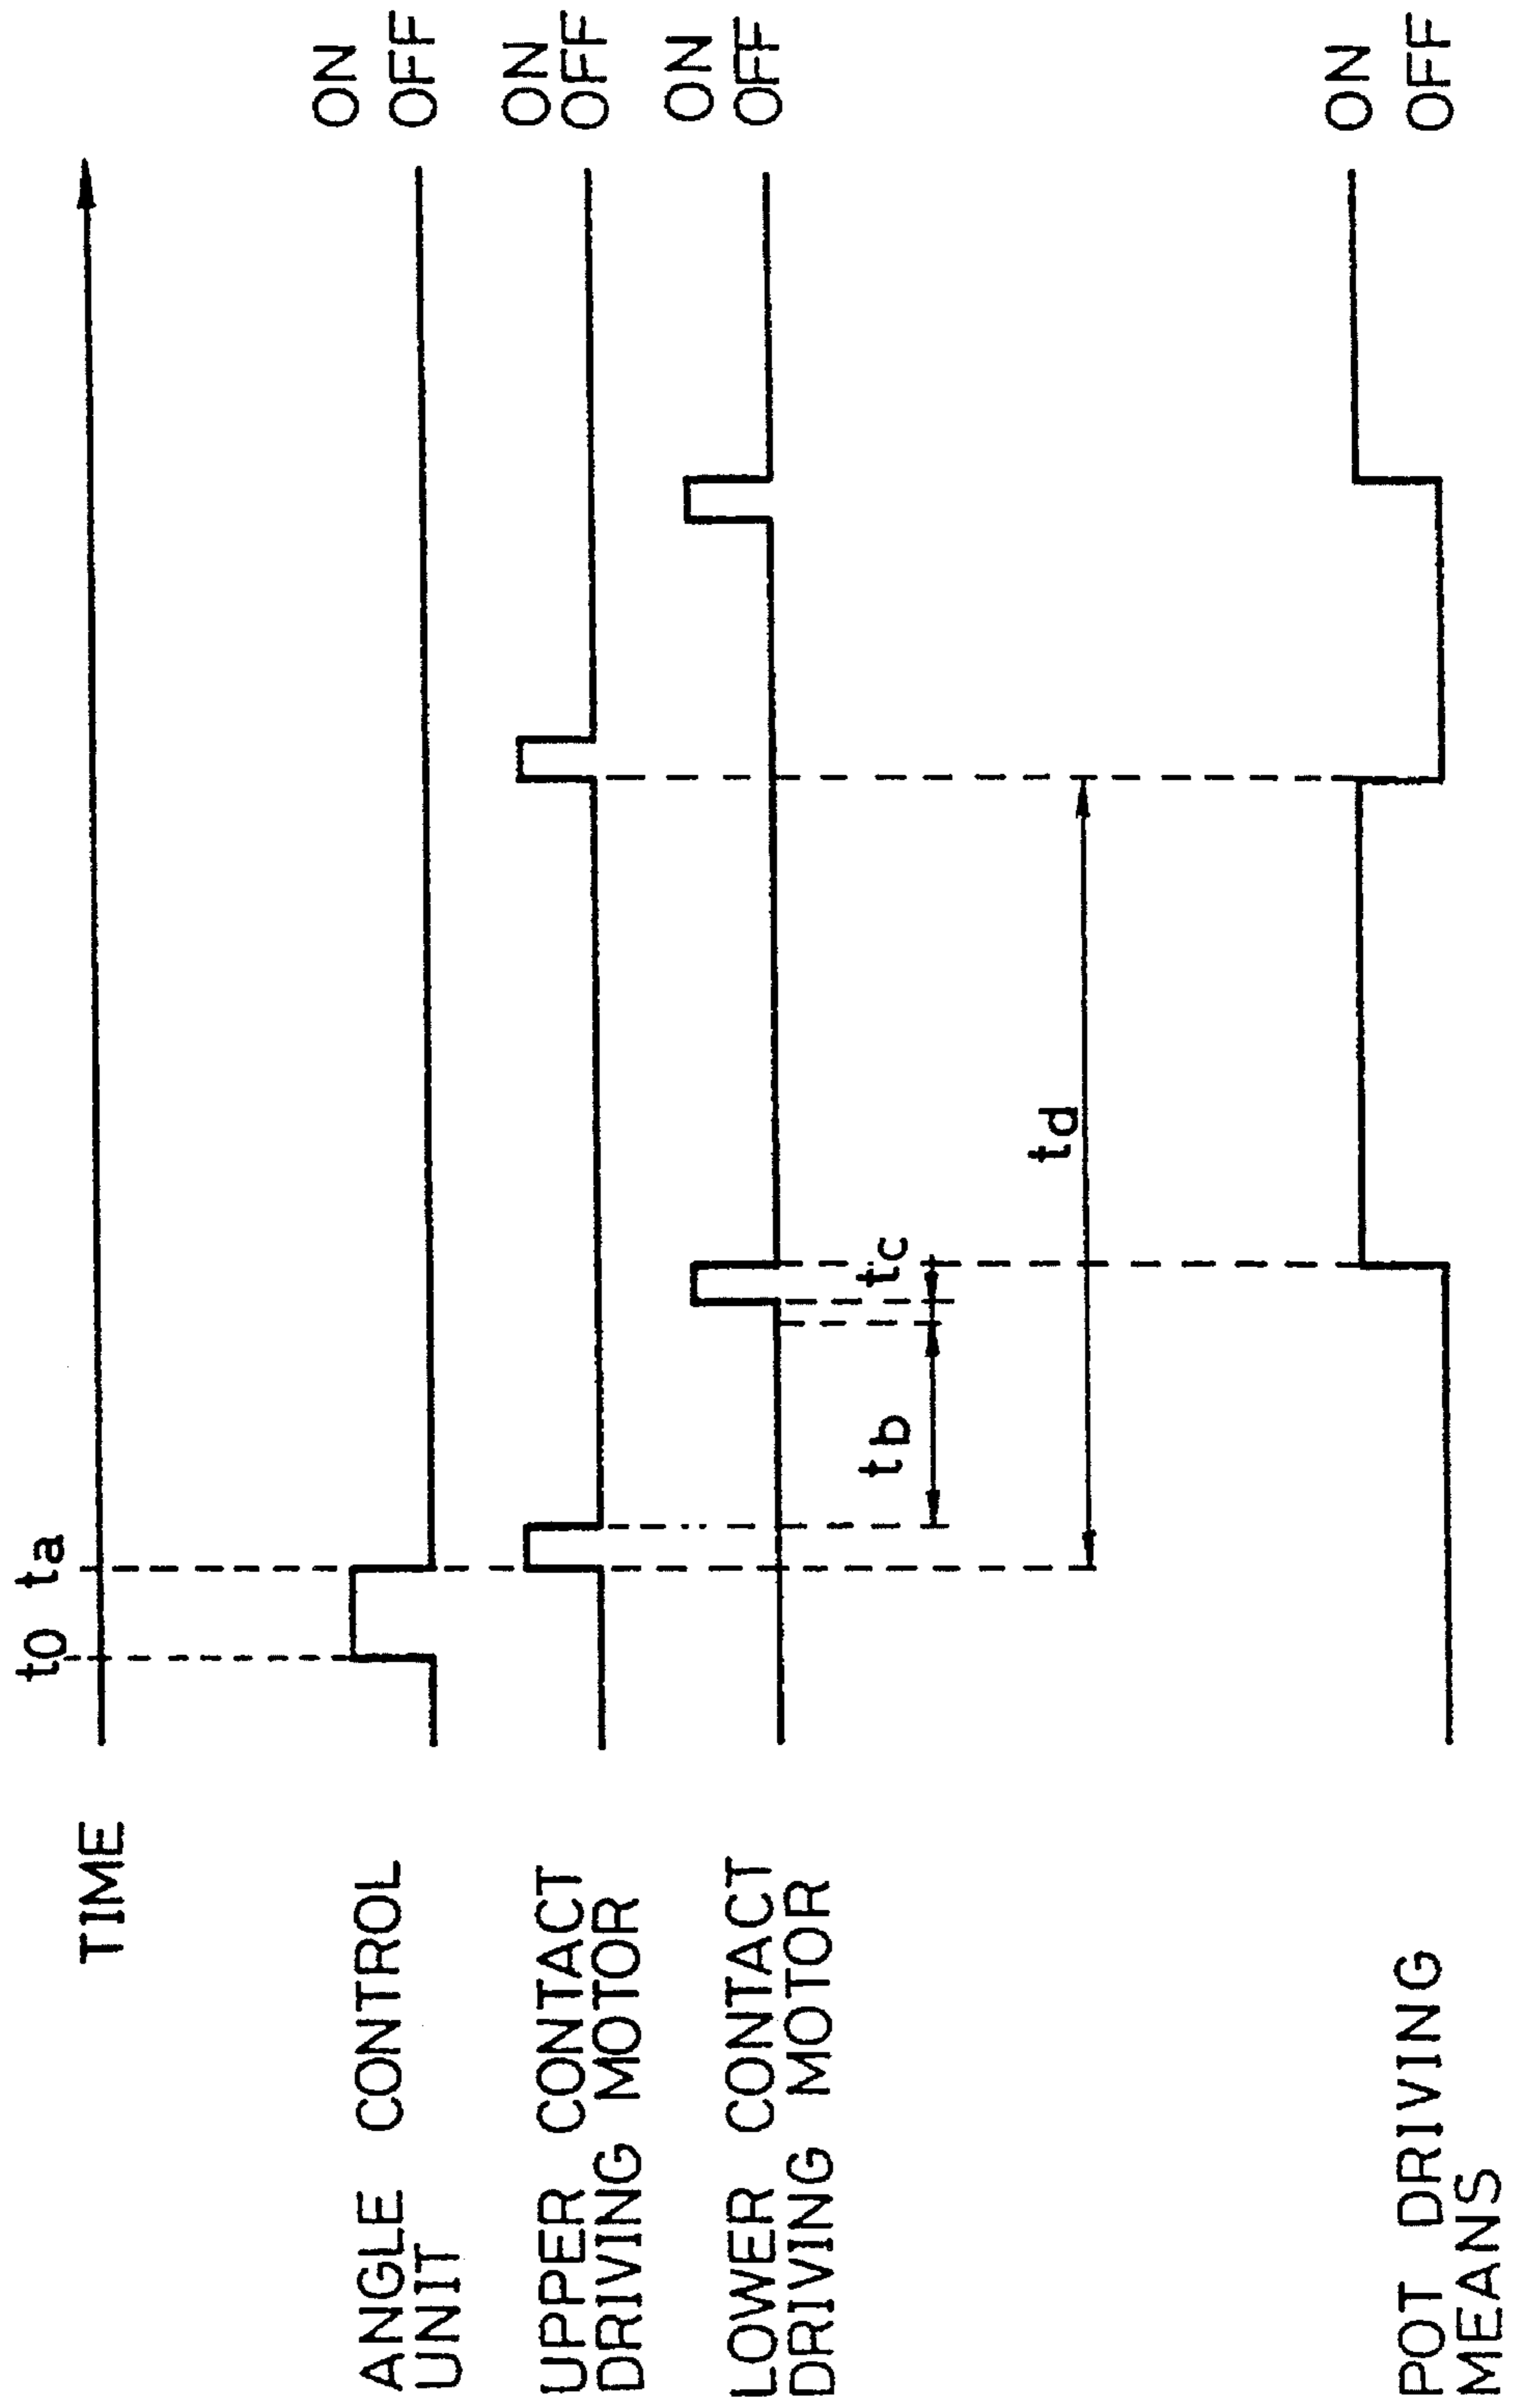 t0 ta
TIME
ANGLE CONTROL
UNIT
ON
OFF
UPPER CONTACT
DRIVING MOTOR
ON
OFF
LOWER CONTACT
DRIVING MOTOR
ON
OFF
tb
tc
td
POT DRIVING
MEANS
ON
OFF